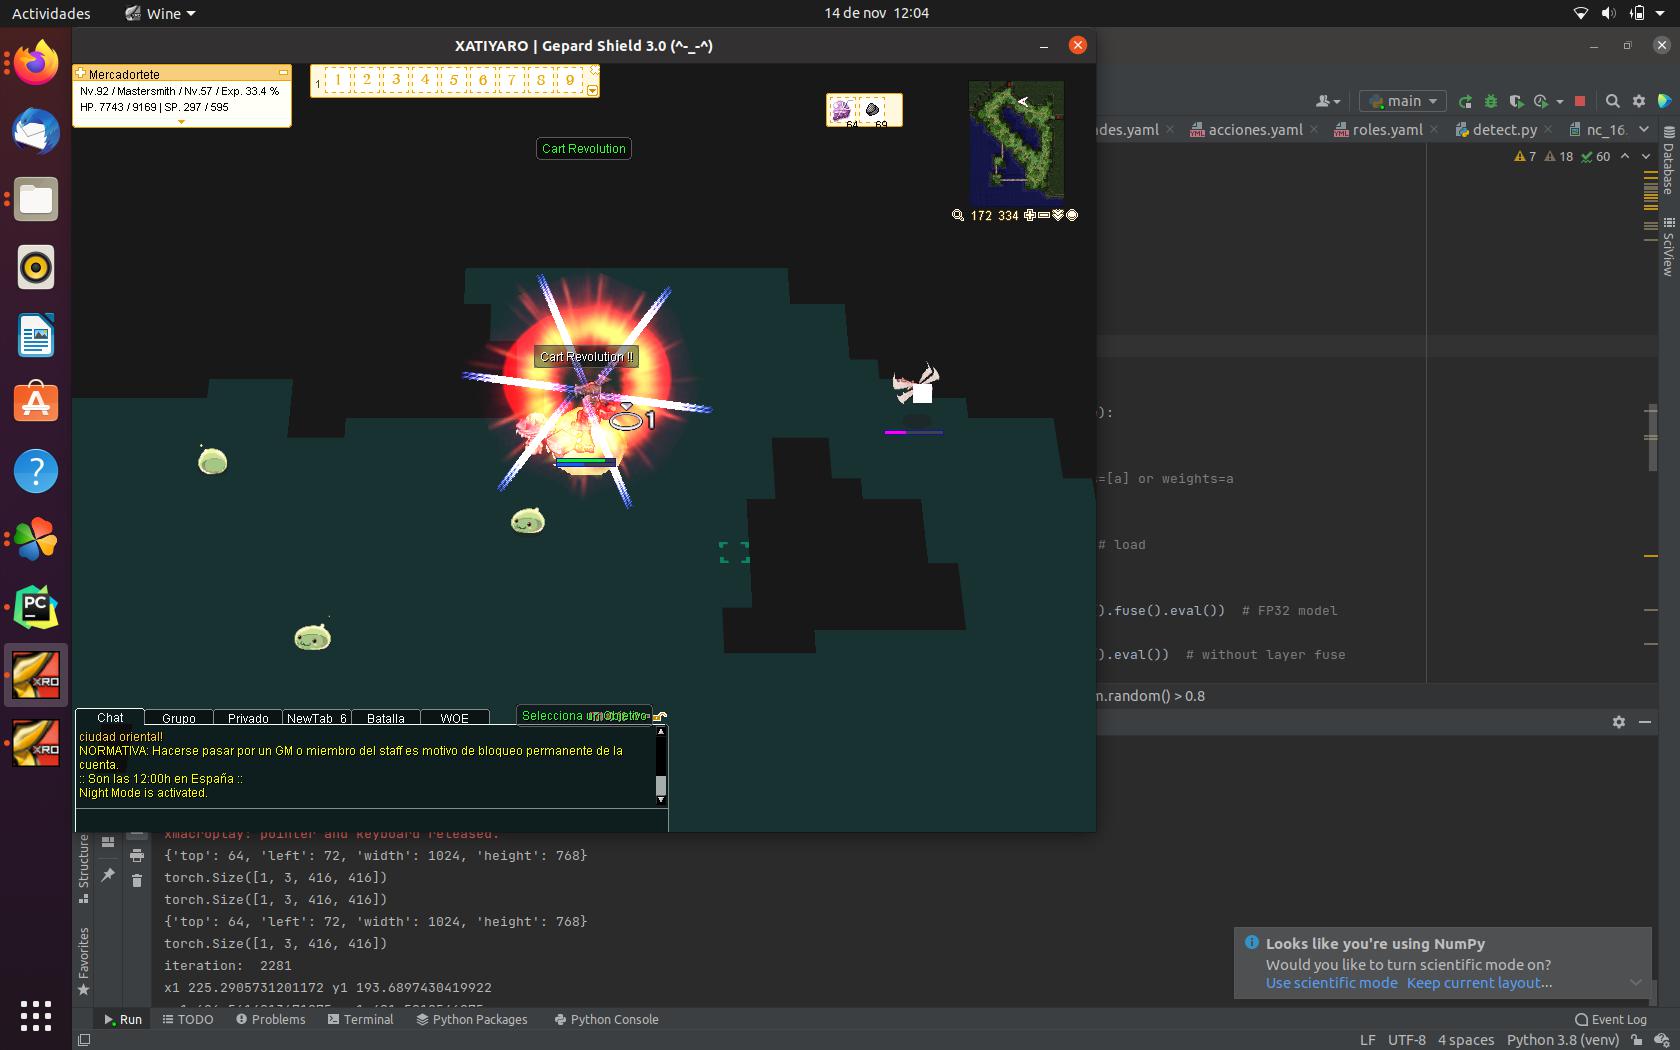 Actividades
Wine
14 de nov 12:04
XATIYARO | Gepard Shield 3.0 (^-_-^)
Mercadortete
Nv.92 / Mastersmith / Nv.57 / Exp. 33.4 %
HP. 7743 / 9169 | SP. 297 / 595
1 1 2 3 4 5 6 7 8 9
64 69
Cart Revolution
172 334
Cart Revolution !!
1
main
des.yaml
acciones.yaml
roles.yaml
detect.py
nc_16.
7 18 60
Database
SciView
):
=[a] or weights=a
# load
).fuse().eval()) # FP32 model
).eval()) # without layer fuse
m.random() > 0.8
PC
XRO
XRO
Chat Grupo Privado NewTab_6 Batalla WOE
ciudad oriental!
NORMATIVA: Hacerse pasar por un GM o miembro del staff es motivo de bloqueo permanente de la
cuenta.
:: Son las 12:00h en España ::
Night Mode is activated.
Structure
Favorites
xmacroplay: pointer and Keyboard released.
{'top': 64, 'left': 72, 'width': 1024, 'height': 768}
torch.Size([1, 3, 416, 416])
torch.Size([1, 3, 416, 416])
{'top': 64, 'left': 72, 'width': 1024, 'height': 768}
torch.Size([1, 3, 416, 416])
iteration: 2281
x1 225.2905731201172 y1 193.6897430419922
Looks like you're using NumPy
Would you like to turn scientific mode on?
Use scientific mode Keep current layout...
Run
TODO
Problems
Terminal
Python Packages
Python Console
Event Log
LF UTF-8 4 spaces Python 3.8 (venv)